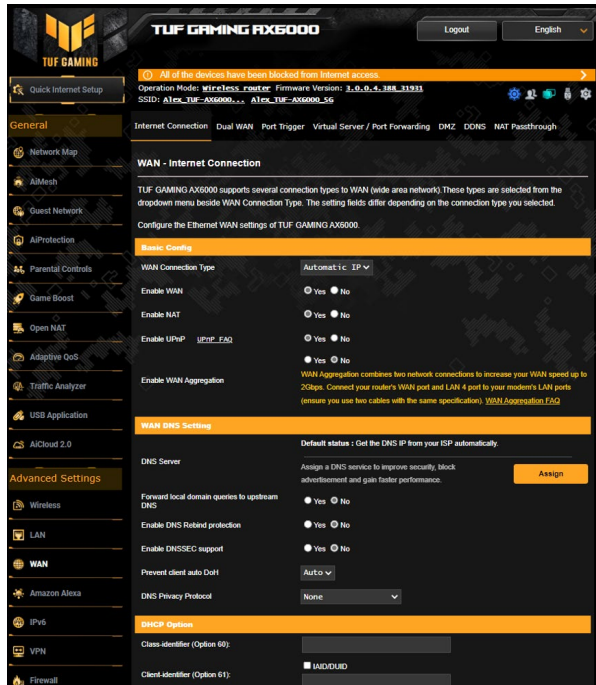 TUF GAMING AX6000
Logout
English
TUF GAMING
All of the devices have been blocked from Internet access.
Quick Internet Setup
Operation Mode: Wireless router Firmware Version: 3.0.0.4.388_31931
SSID: Alex_TUF-AX6000... Alex_TUF-AX6000_5G
General
Internet Connection Dual WAN Port Trigger Virtual Server / Port Forwarding DMZ DDNS NAT Passthrough
Network Map
AiMesh
Guest Network
AiProtection
Parental Controls
Game Boost
Open NAT
Adaptive QoS
Traffic Analyzer
USB Application
AiCloud 2.0
Advanced Settings
Wireless
LAN
WAN
Amazon Alexa
IPv6
VPN
Firewall
WAN - Internet Connection
TUF GAMING AX6000 supports several connection types to WAN (wide area network).These types are selected from the
dropdown menu beside WAN Connection Type. The setting fields differ depending on the connection type you selected.
Configure the Ethernet WAN settings of TUF GAMING AX6000.
Basic Config
WAN Connection Type Automatic IP
Enable WAN Yes No
Enable NAT Yes No
Enable UPnP UPnP FAQ Yes No
Yes No
Enable WAN Aggregation
WAN Aggregation combines two network connections to increase your WAN speed up to
2Gbps. Connect your router's WAN port and LAN 4 port to your modem's LAN ports
(ensure you use two cables with the same specification). WAN Aggregation FAQ
WAN DNS Setting
Default status : Get the DNS IP from your ISP automatically.
DNS Server
Assign a DNS service to improve security, block
advertisement and gain faster performance.
Assign
Forward local domain queries to upstream
DNS
Yes No
Enable DNS Rebind protection Yes No
Enable DNSSEC support Yes No
Prevent client auto DoH Auto
DNS Privacy Protocol None
DHCP Option
Class-identifier (Option 60):
IAID/DUID
Client-identifier (Option 61):